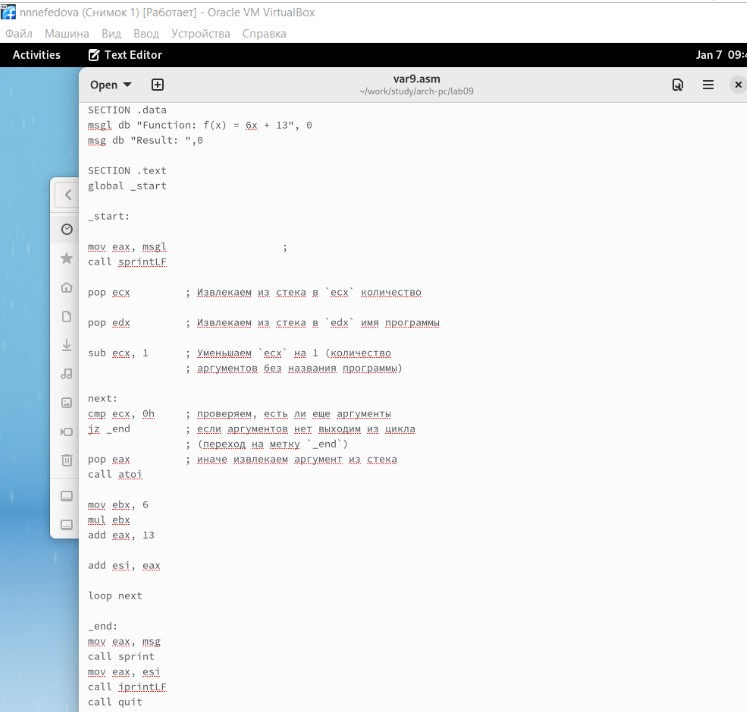 nnnefedova (Снимок 1) [Работает] - Oracle VM VirtualBox
Файл Машина Вид Ввод Устройства Справка
Activities Text Editor Jan 7 09:4
Open var9.asm
~/work/study/arch-pc/lab09
SECTION .data
msgl db "Function: f(x) = 6x + 13", 0
msg db "Result: ",0
SECTION .text
global _start
_start:
mov eax, msgl ;
call sprintLF
pop ecx ; Извлекаем из стека в `ecx` количество
pop edx ; Извлекаем из стека в `edx` имя программы
sub ecx, 1 ; Уменьшаем `ecx` на 1 (количество
; аргументов без названия программы)
next:
cmp ecx, 0h ; проверяем, есть ли еще аргументы
jz _end ; если аргументов нет выходим из цикла
; (переход на метку `_end`)
pop eax ; иначе извлекаем аргумент из стека
call atoi
mov ebx, 6
mul ebx
add eax, 13
add esi, eax
loop next
_end:
mov eax, msg
call sprint
mov eax, esi
call iprintLF
call quit